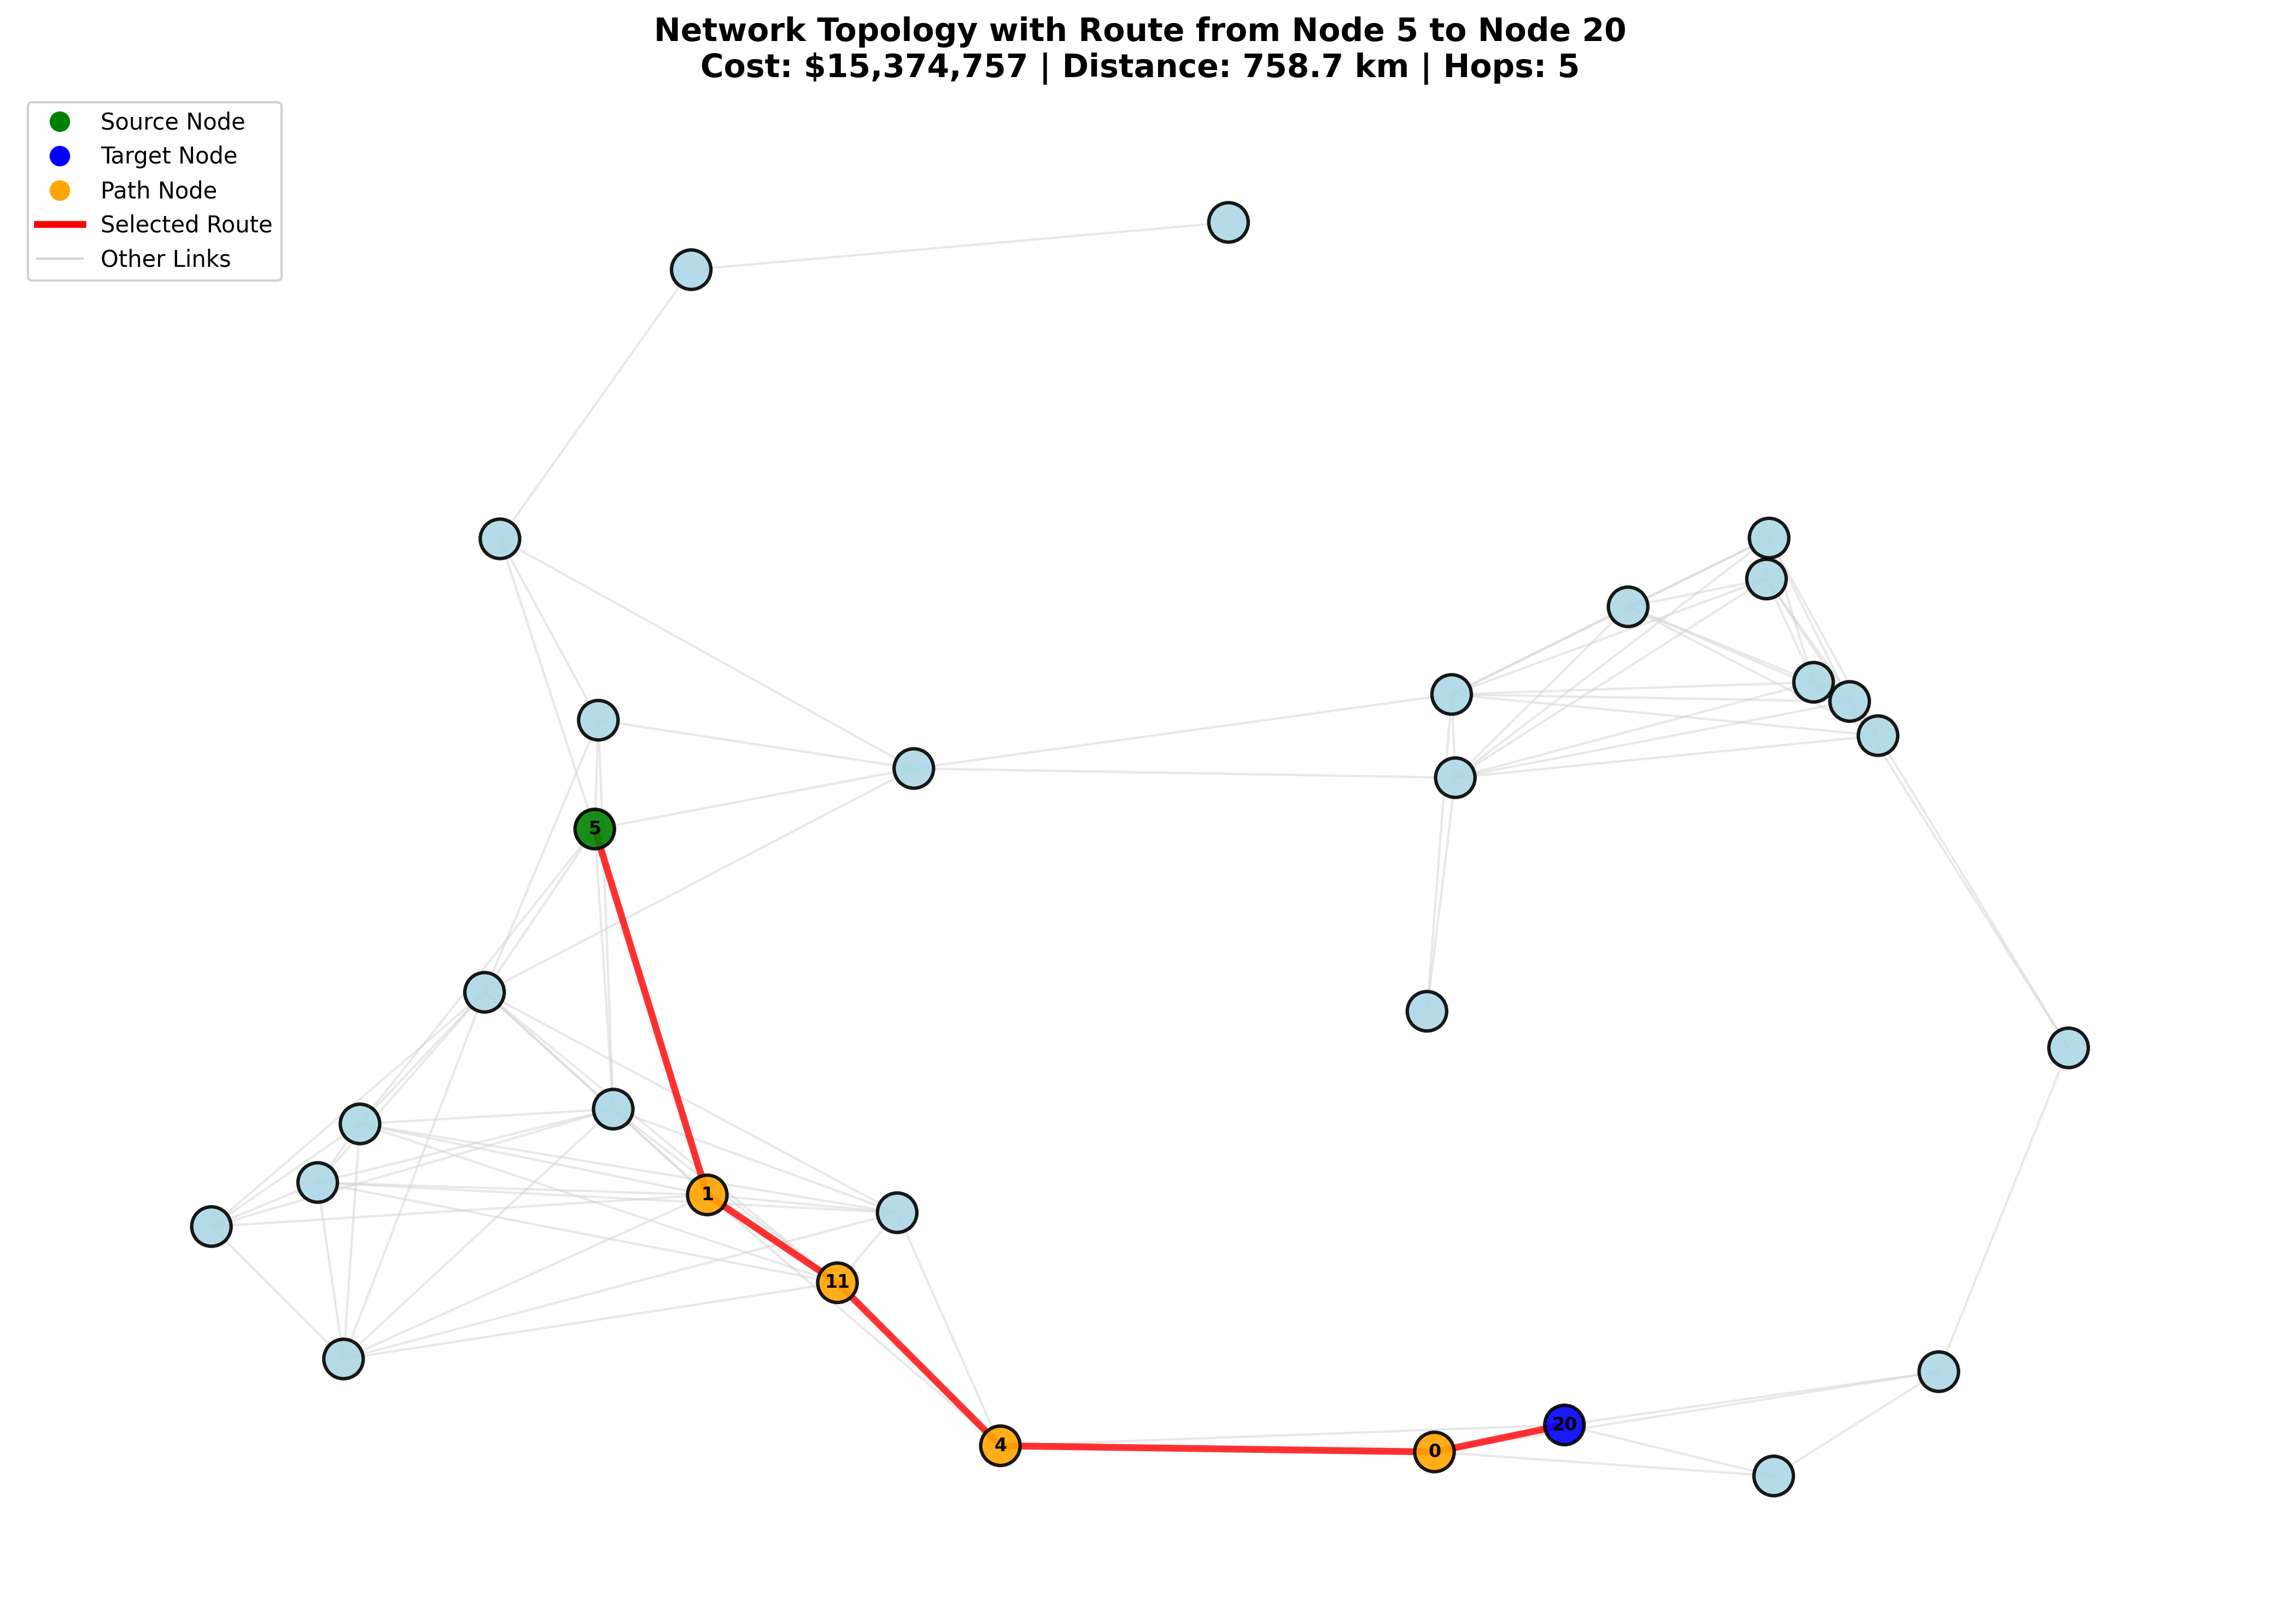 Network Topology with Route from Node 5 to Node 20
Cost: $15,374,757 | Distance: 758.7 km | Hops: 5
Source Node
Target Node
Path Node
Selected Route
Other Links
5
1
11
4
0
20